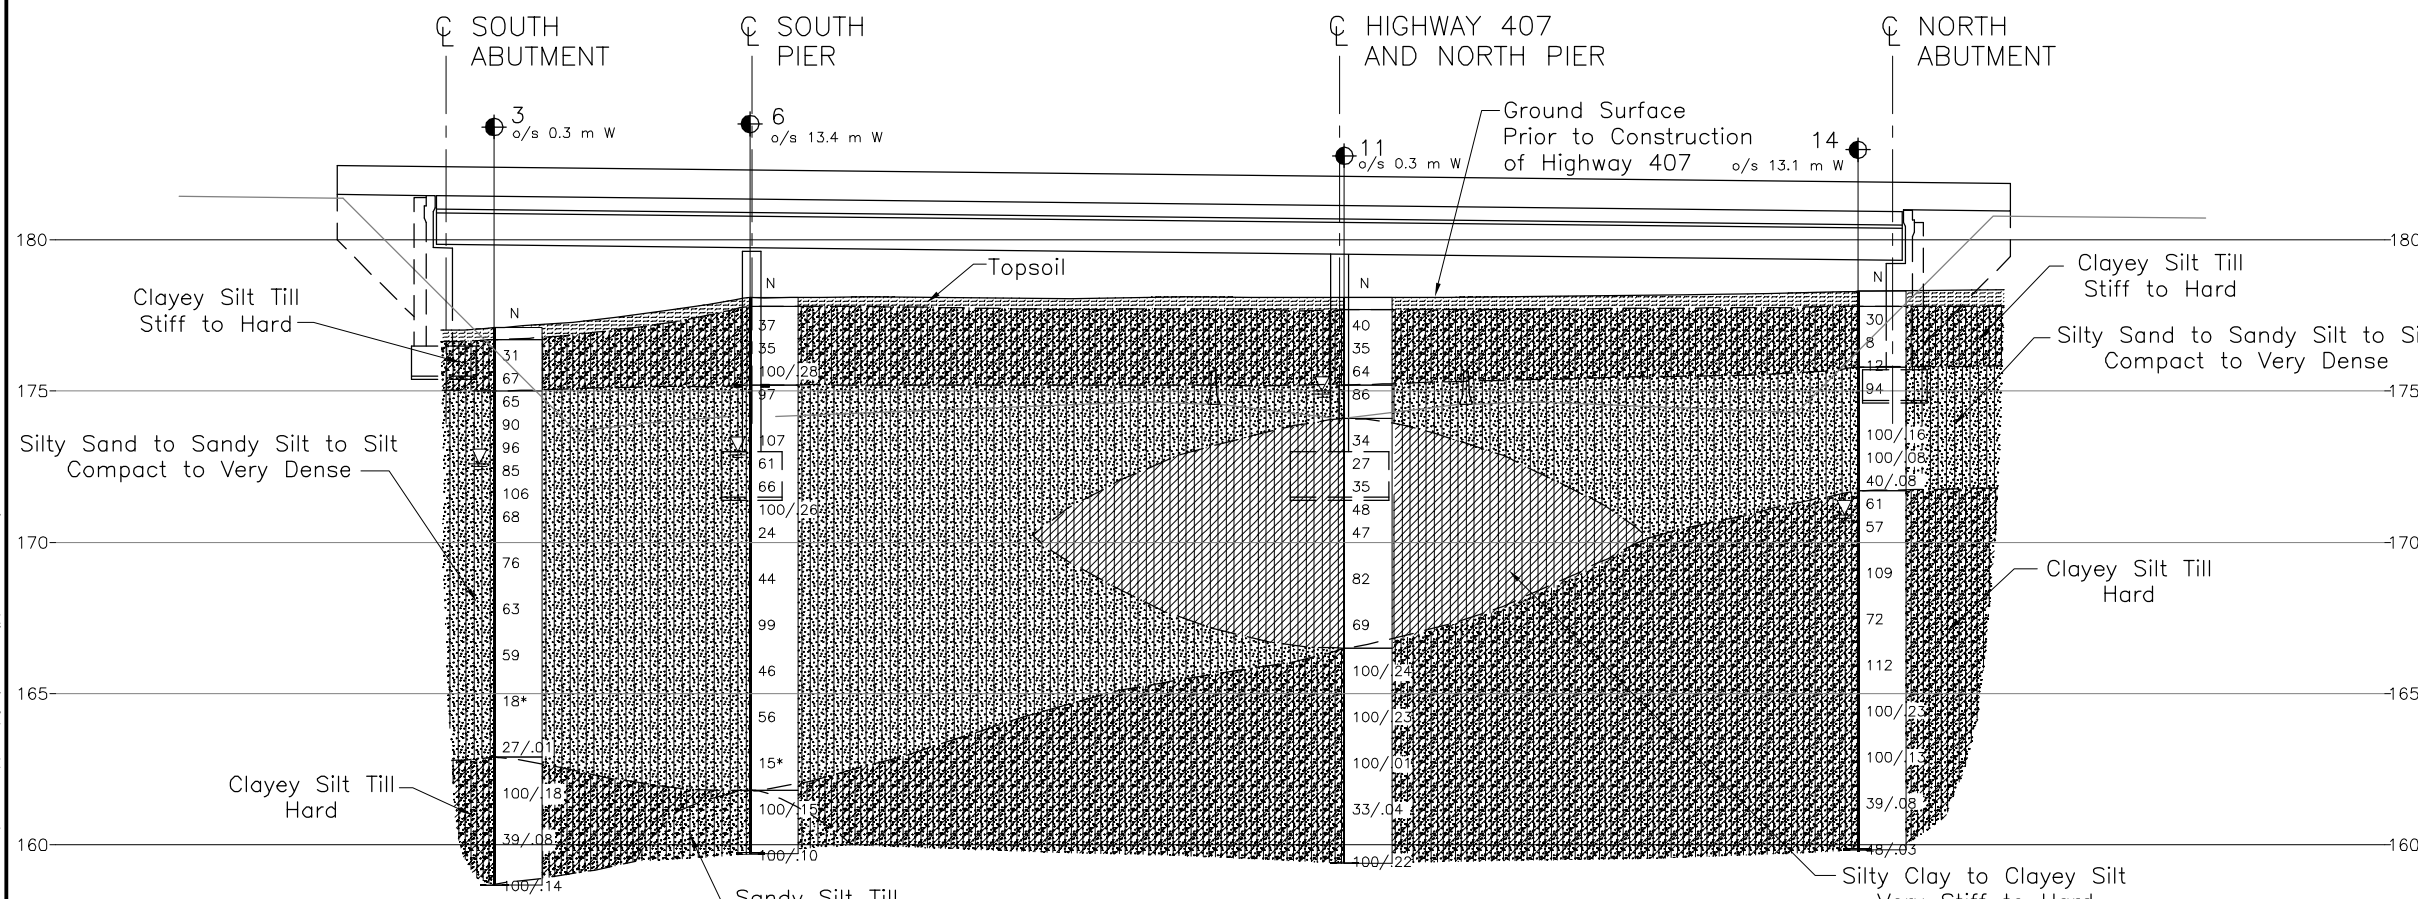 ℄ SOUTH
ABUTMENT
℄ SOUTH
PIER
℄ HIGHWAY 407
AND NORTH PIER
℄ NORTH
ABUTMENT
3
o/s 0.3 m W
6
o/s 13.4 m W
11
o/s 0.3 m W
14
o/s 13.1 m W
Ground Surface
Prior to Construction
of Highway 407
Topsoil
180
180
175
175
170
170
165
165
160
160
Clayey Silt Till
Stiff to Hard
Silty Sand to Sandy Silt to Silt
Compact to Very Dense
Clayey Silt Till
Hard
N
31
67
65
90
96
85
106
68
76
63
59
18*
27/.01
100/.18
39/.08
100/.14
N
37
35
100/.28
97
107
61
66
100/.26
24
44
99
46
56
15*
100/.15
100/.10
N
40
35
64
86
34
27
35
48
47
82
69
100/.24
100/.23
100/.01
33/.04
100/.22
N
30
8
12
94
100/.16
100/.08
40/.08
61
57
109
72
112
100/.23
100/.13
39/.08
48/.03
Clayey Silt Till
Stiff to Hard
Silty Sand to Sandy Silt to Si
Compact to Very Dense
Clayey Silt Till
Hard
Sandy Silt Till
Silty Clay to Clayey Silt
Very Stiff to Hard